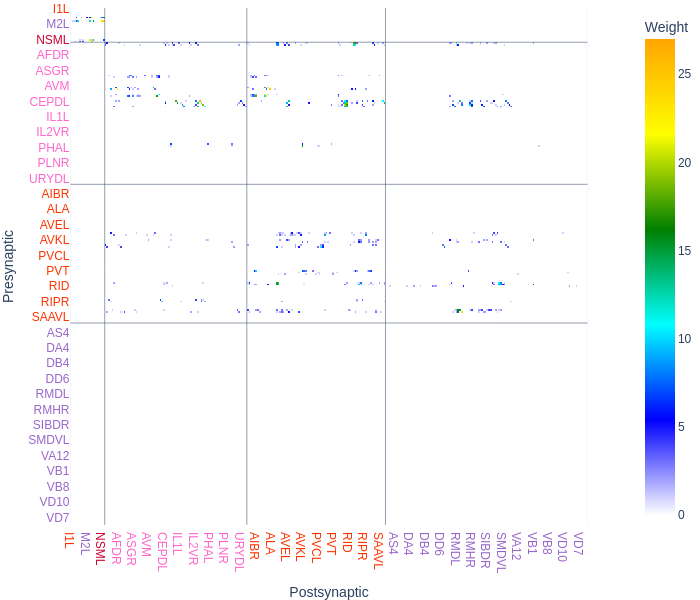 Weight
25
20
15
10
5
0
Presynaptic
I1L
M2L
NSML
AFDR
ASGR
AVM
CEPDL
IL1L
IL2VR
PHAL
PLNR
URYDL
AIBR
ALA
AVEL
AVKL
PVCL
PVT
RID
RIPR
SAAVL
AS4
DA4
DB4
DD6
RMDL
RMHR
SIBDR
SMDVL
VA12
VB1
VB8
VD10
VD7
I1L
M2L
NSML
AFDR
ASGR
AVM
CEPDL
IL1L
IL2VR
PHAL
PLNR
URYDL
AIBR
ALA
AVEL
AVKL
PVCL
PVT
RID
RIPR
SAAVL
AS4
DA4
DB4
DD6
RMDL
RMHR
SIBDR
SMDVL
VA12
VB1
VB8
VD10
VD7
Postsynaptic